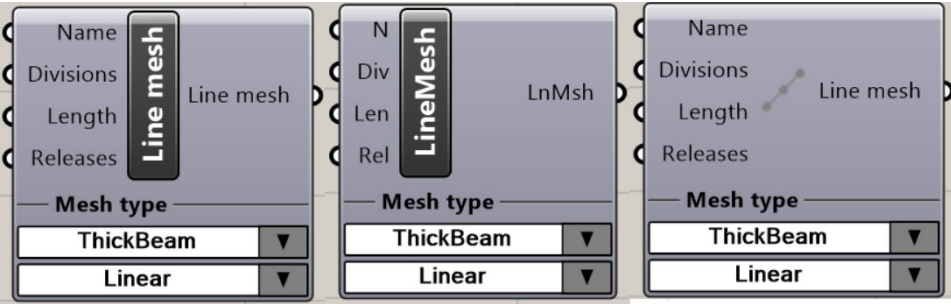 Name
Divisions
Length
Releases
Line mesh
Line mesh
Mesh type
ThickBeam ▼
Linear ▼
N
Div
Len
Rel
LineMesh
LnMsh
Mesh type
ThickBeam ▼
Linear ▼
Name
Divisions
Length
Releases
Line mesh
Mesh type
ThickBeam ▼
Linear ▼